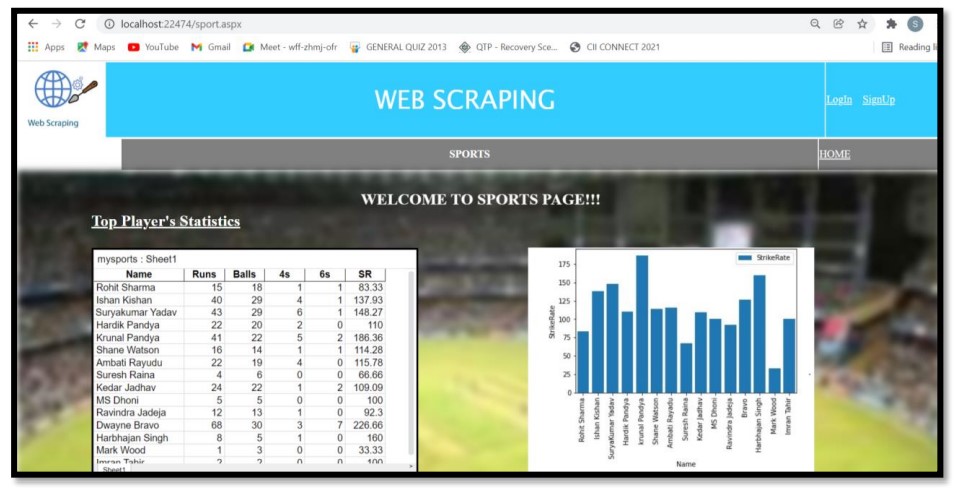 localhost:22474/sport.aspx
S
Apps Maps YouTube Gmail Meet - wff-zhmj-ofr GENERAL QUIZ 2013 QTP - Recovery Sce... CII CONNECT 2021 Reading li
Web Scraping
WEB SCRAPING
LogIn SignUp
SPORTS
HOME
WELCOME TO SPORTS PAGE!!!
Top Player's Statistics
mysports : Sheet1
Name Runs Balls 4s 6s SR
Rohit Sharma 15 18 1 1 83.33
Ishan Kishan 40 29 4 1 137.93
Suryakumar Yadav 43 29 6 1 148.27
Hardik Pandya 22 20 2 0 110
Krunal Pandya 41 22 5 2 186.36
Shane Watson 16 14 1 1 114.28
Ambati Rayudu 22 19 4 0 115.78
Suresh Raina 4 6 0 0 66.66
Kedar Jadhav 24 22 1 2 109.09
MS Dhoni 5 5 0 0 100
Ravindra Jadeja 12 13 1 0 92.3
Dwayne Bravo 68 30 3 7 226.66
Harbhajan Singh 8 5 1 0 160
Mark Wood 1 3 0 0 33.33
Imran Tahir 2 2 0 0 100
Sheet1
StrikeRate
175
150
125
100
75
50
25
0
StrikeRate
Rohit Sharma
Ishan Kishan
SuryaKumar Yadav
Hardik Pandya
krunal Pandya
Shane Watson
Ambati Rayadu
Suresh Raina
Kedar Jadhav
MS Dhoni
Ravindra Jadeja
Bravo
Harbhajan Singh
Mark Wood
Imran Tahir
Name